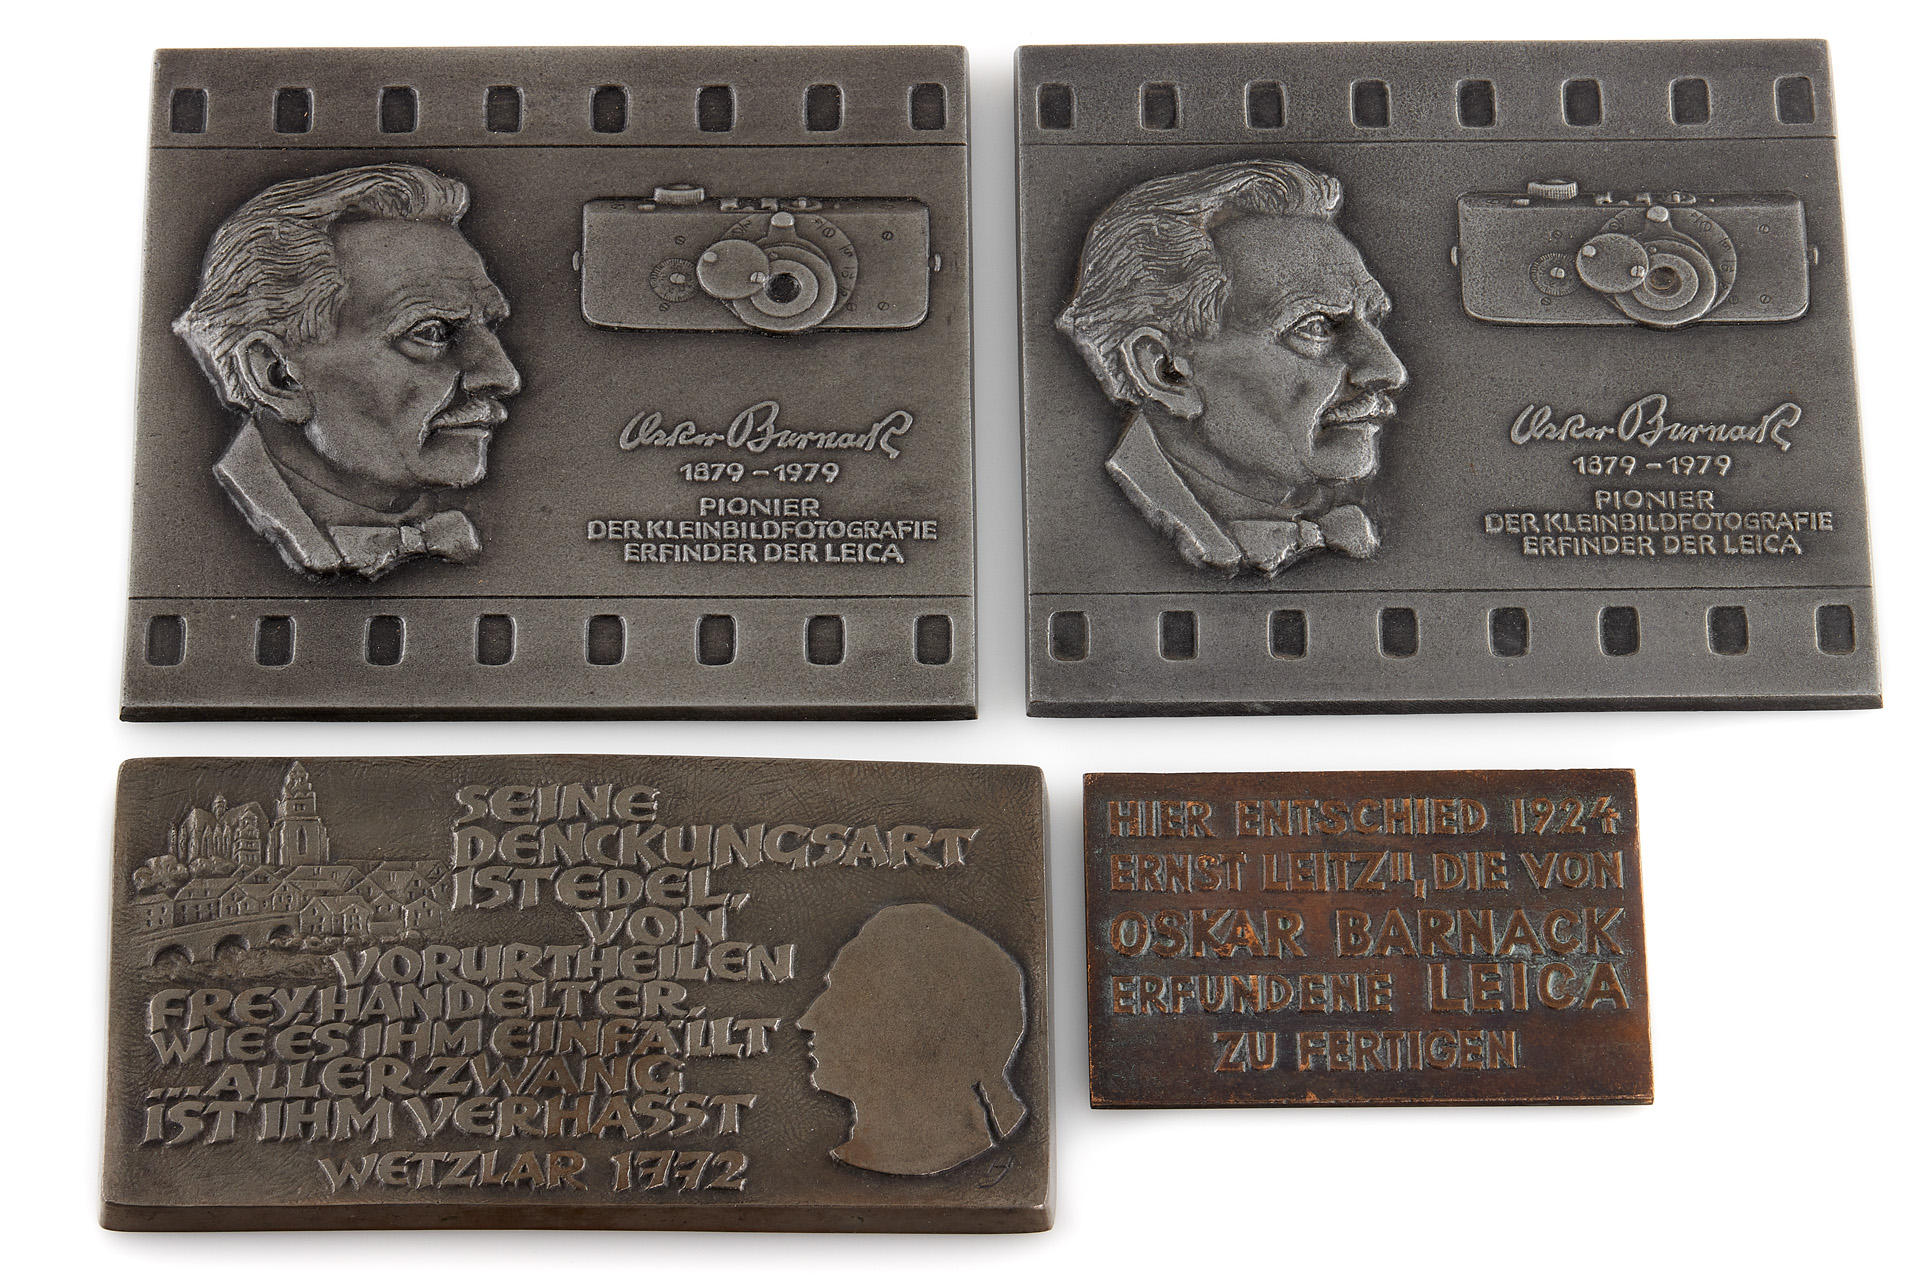 Oskar Barnack
1879 – 1979
PIONIER
DER KLEINBILDFOTOGRAFIE
ERFINDER DER LEICA
Oskar Barnack
1879 – 1979
PIONIER
DER KLEINBILDFOTOGRAFIE
ERFINDER DER LEICA
SEINE
DENCKUNGSART
IST EDEL,
VON
VORURTHEILEN
FREY. HANDELT ER,
WIE ES IHM EINFÄLLT
...ALLER ZWANG
IST IHM VERHASST
WETZLAR 1772
HIER ENTSCHIED 1924
ERNST LEITZ II, DIE VON
OSKAR BARNACK
ERFUNDENE LEICA
ZU FERTIGEN